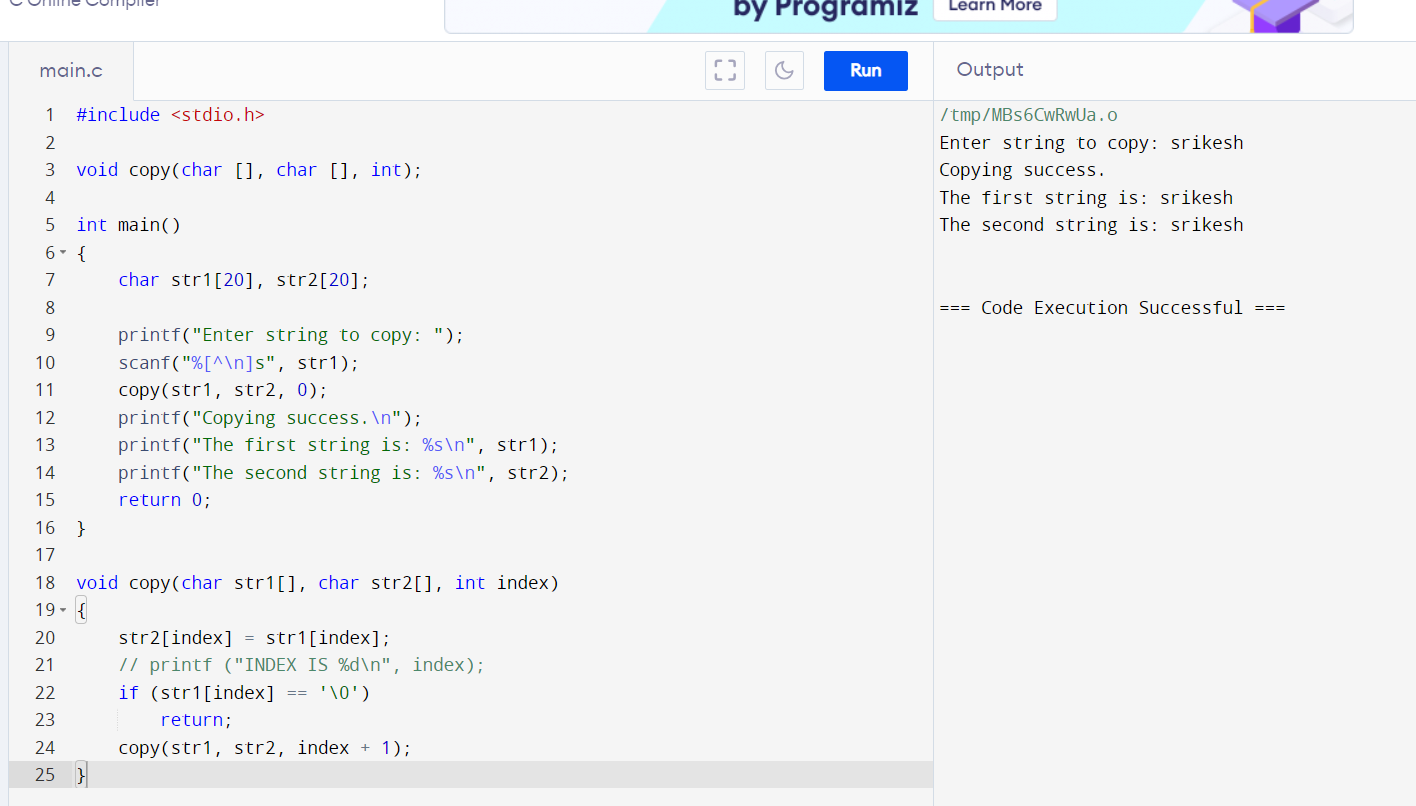 C Online Compiler
by Programiz
Learn More
main.c
Run
Output
1 #include <stdio.h>
2
3 void copy(char [], char [], int);
4
5 int main()
6 {
7     char str1[20], str2[20];
8
9     printf("Enter string to copy: ");
10     scanf("%[^\n]s", str1);
11     copy(str1, str2, 0);
12     printf("Copying success.\n");
13     printf("The first string is: %s\n", str1);
14     printf("The second string is: %s\n", str2);
15     return 0;
16 }
17
18 void copy(char str1[], char str2[], int index)
19 {
20     str2[index] = str1[index];
21     // printf ("INDEX IS %d\n", index);
22     if (str1[index] == '\0')
23         return;
24     copy(str1, str2, index + 1);
25 }
/tmp/MBs6CwRwUa.o
Enter string to copy: srikesh
Copying success.
The first string is: srikesh
The second string is: srikesh
=== Code Execution Successful ===